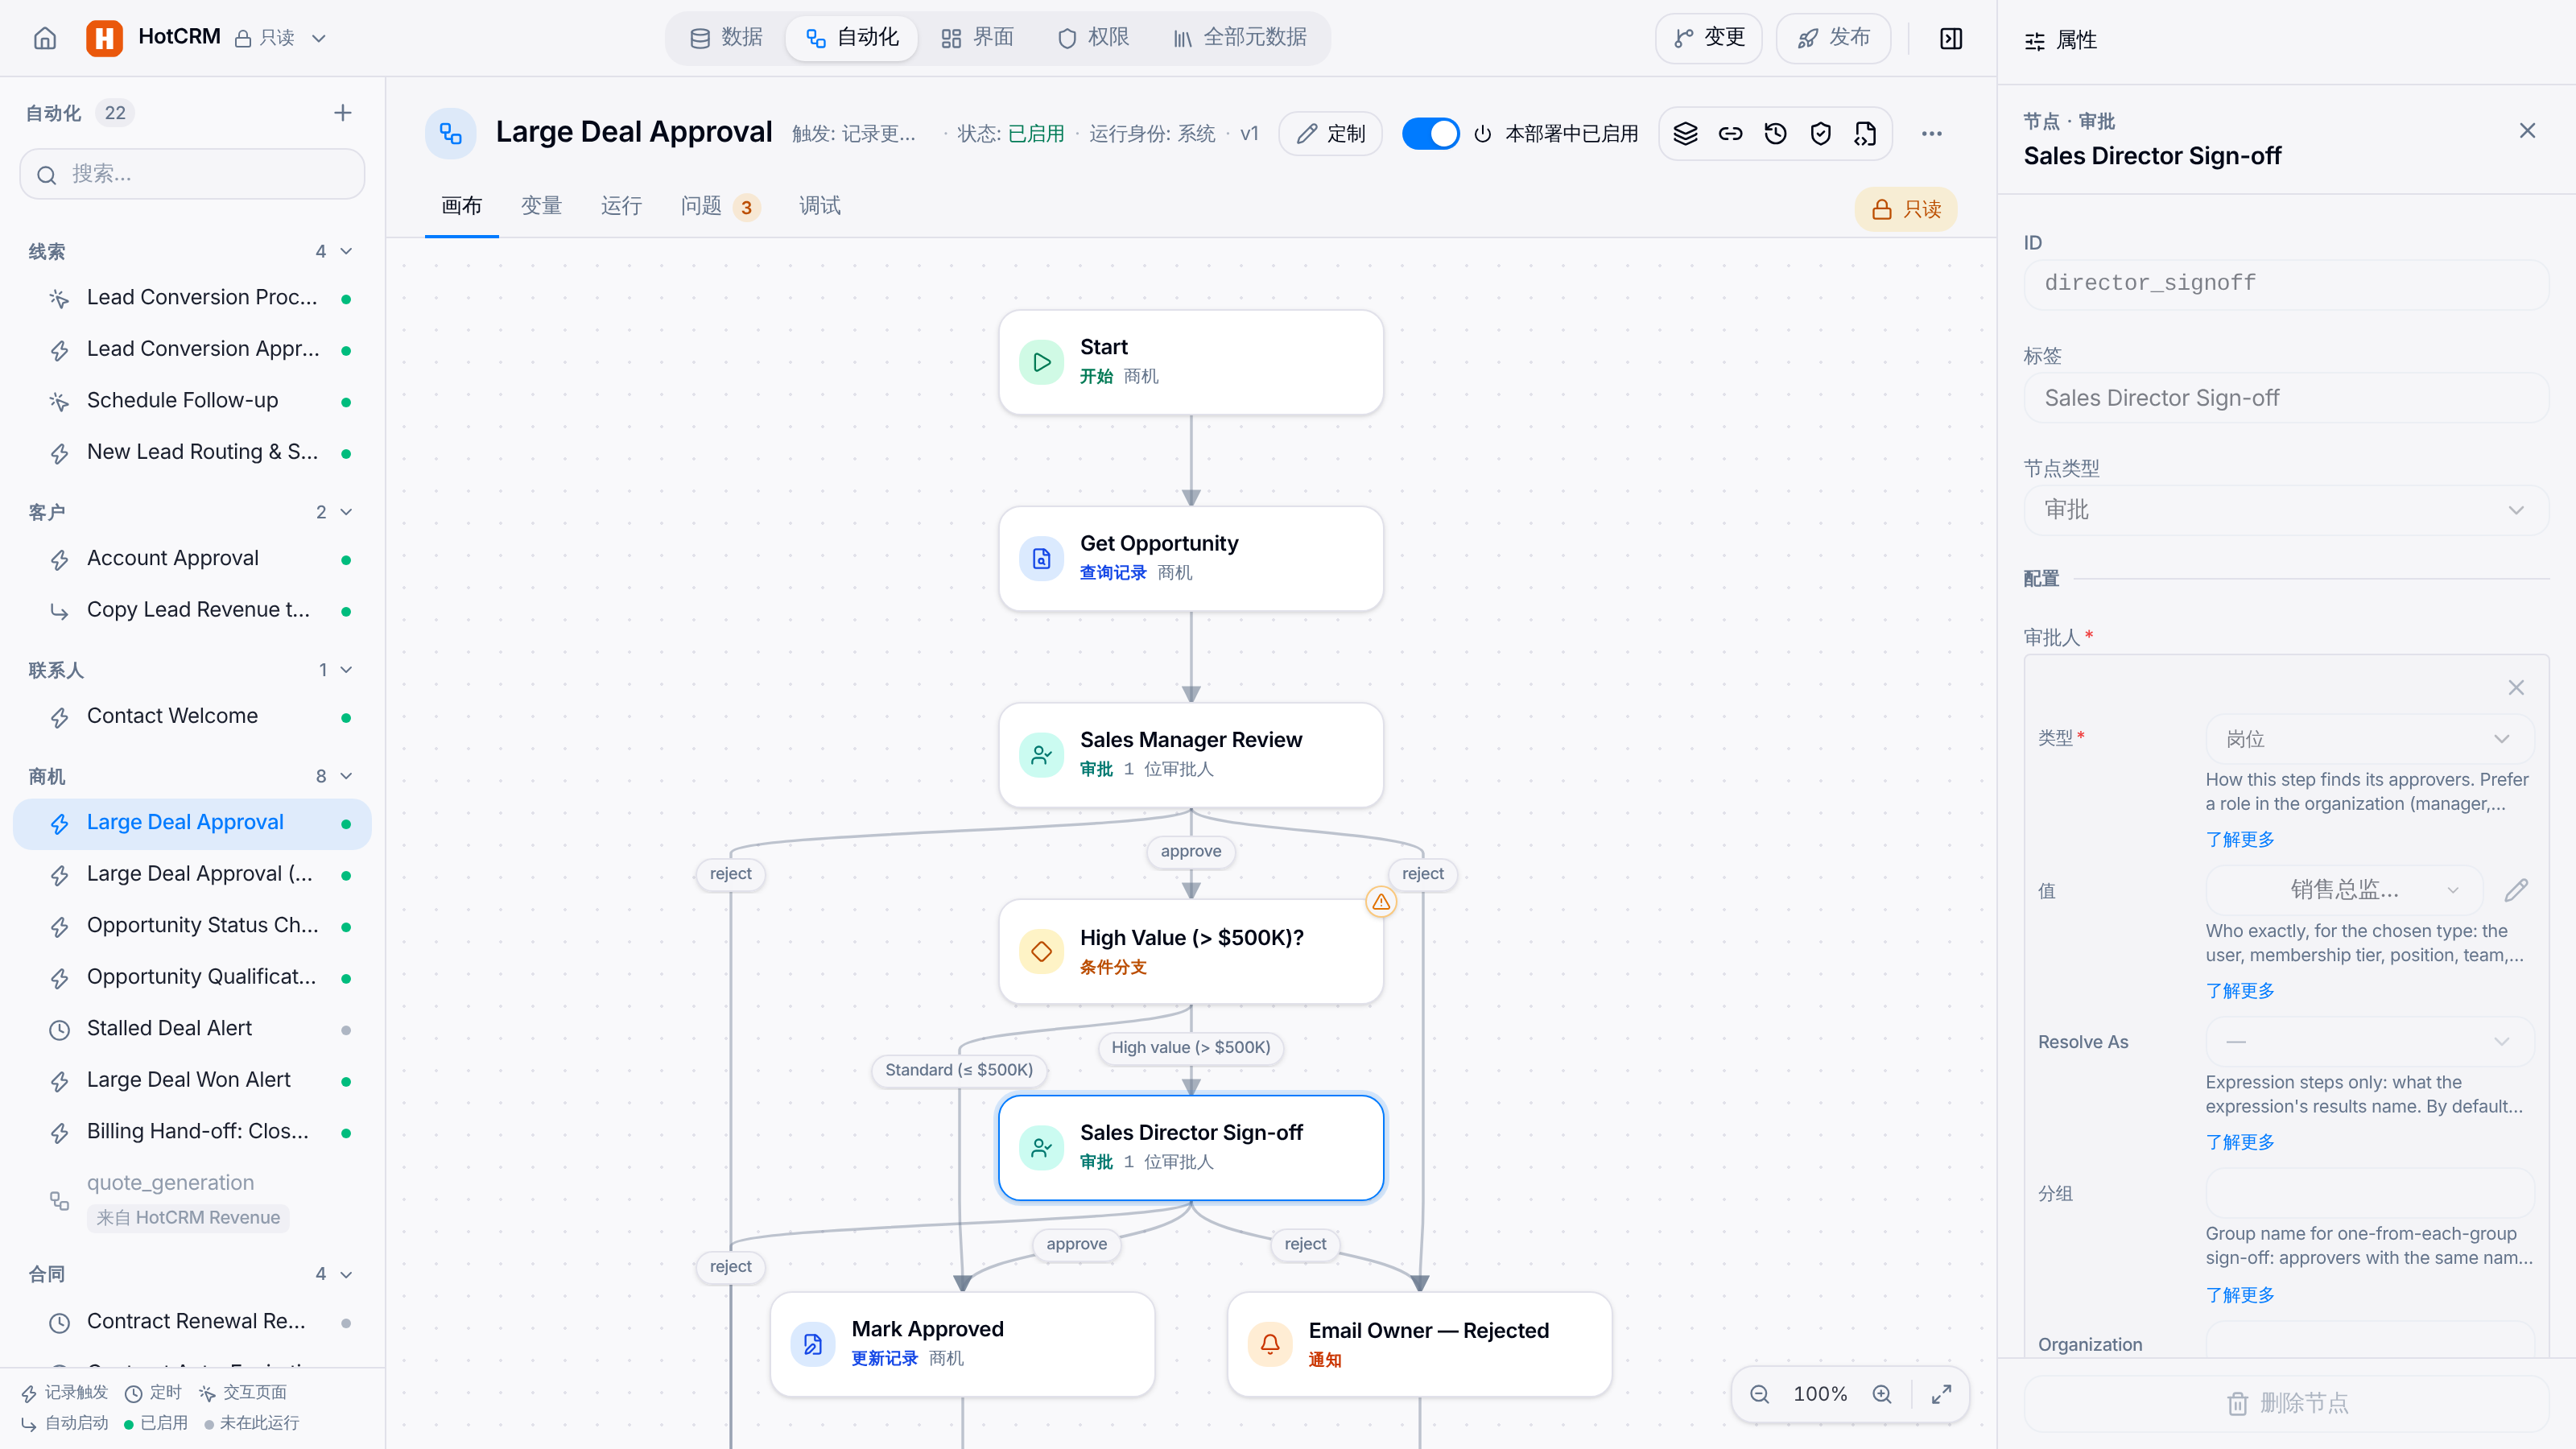 HotCRM 只读
数据 自动化 界面 权限 全部元数据
变更 发布
属性
自动化 22
搜索...
线索 4
Lead Conversion Proc...
Lead Conversion Appr...
Schedule Follow-up
New Lead Routing & S...
客户 2
Account Approval
Copy Lead Revenue t...
联系人 1
Contact Welcome
商机 8
Large Deal Approval
Large Deal Approval (...
Opportunity Status Ch...
Opportunity Qualificat...
Stalled Deal Alert
Large Deal Won Alert
Billing Hand-off: Clos...
quote_generation
来自 HotCRM Revenue
合同 4
Contract Renewal Re...
记录触发 定时 交互页面
自动启动 已启用 未在此运行
Large Deal Approval 触发: 记录更... · 状态: 已启用 · 运行身份: 系统 · v1 定制 本部署中已启用
画布 变量 运行 问题 3 调试 只读
Start
开始 商机
Get Opportunity
查询记录 商机
Sales Manager Review
审批 1 位审批人
reject approve reject
High Value (> $500K)?
条件分支
High value (> $500K)
Standard (≤ $500K)
Sales Director Sign-off
审批 1 位审批人
approve reject
reject
Mark Approved
更新记录 商机
Email Owner — Rejected
通知
100%
节点 · 审批
Sales Director Sign-off
ID
director_signoff
标签
Sales Director Sign-off
节点类型
审批
配置
审批人 *
类型 * 岗位
How this step finds its approvers. Prefer
a role in the organization (manager,...
了解更多
值 销售总监...
Who exactly, for the chosen type: the
user, membership tier, position, team,...
了解更多
Resolve As —
Expression steps only: what the
expression's results name. By default...
了解更多
分组
Group name for one-from-each-group
sign-off: approvers with the same nam...
了解更多
Organization
删除节点